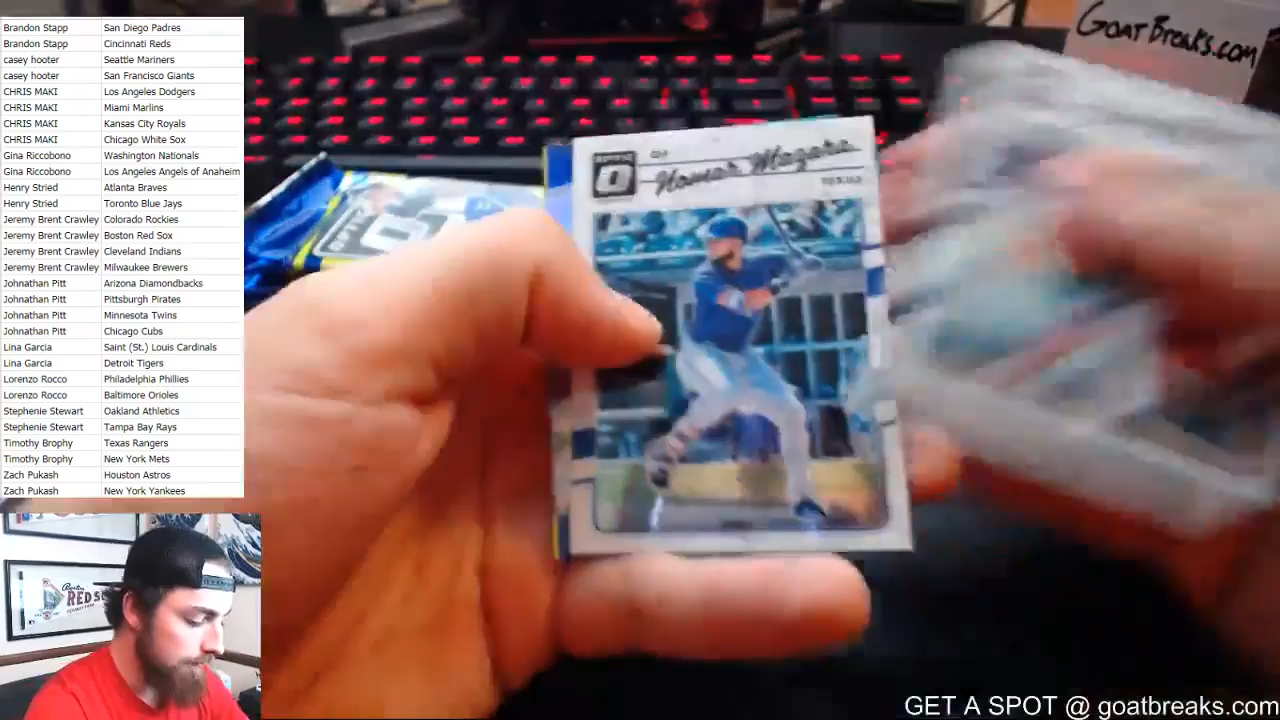 Brandon Stapp San Diego Padres
Brandon Stapp Cincinnati Reds
casey hooter Seattle Mariners
casey hooter San Francisco Giants
CHRIS MAKI Los Angeles Dodgers
CHRIS MAKI Miami Marlins
CHRIS MAKI Kansas City Royals
CHRIS MAKI Chicago White Sox
Gina Riccobono Washington Nationals
Gina Riccobono Los Angeles Angels of Anaheim
Henry Stried Atlanta Braves
Henry Stried Toronto Blue Jays
Jeremy Brent Crawley Colorado Rockies
Jeremy Brent Crawley Boston Red Sox
Jeremy Brent Crawley Cleveland Indians
Jeremy Brent Crawley Milwaukee Brewers
Johnathan Pitt Arizona Diamondbacks
Johnathan Pitt Pittsburgh Pirates
Johnathan Pitt Minnesota Twins
Johnathan Pitt Chicago Cubs
Lina Garcia Saint (St.) Louis Cardinals
Lina Garcia Detroit Tigers
Lorenzo Rocco Philadelphia Phillies
Lorenzo Rocco Baltimore Orioles
Stephenie Stewart Oakland Athletics
Stephenie Stewart Tampa Bay Rays
Timothy Brophy Texas Rangers
Timothy Brophy New York Mets
Zach Pukash Houston Astros
Zach Pukash New York Yankees
GOATBREAKS.COM
Nomar Mazara
TEXAS
Boston
RED SOX
GET A SPOT @ goatbreaks.com